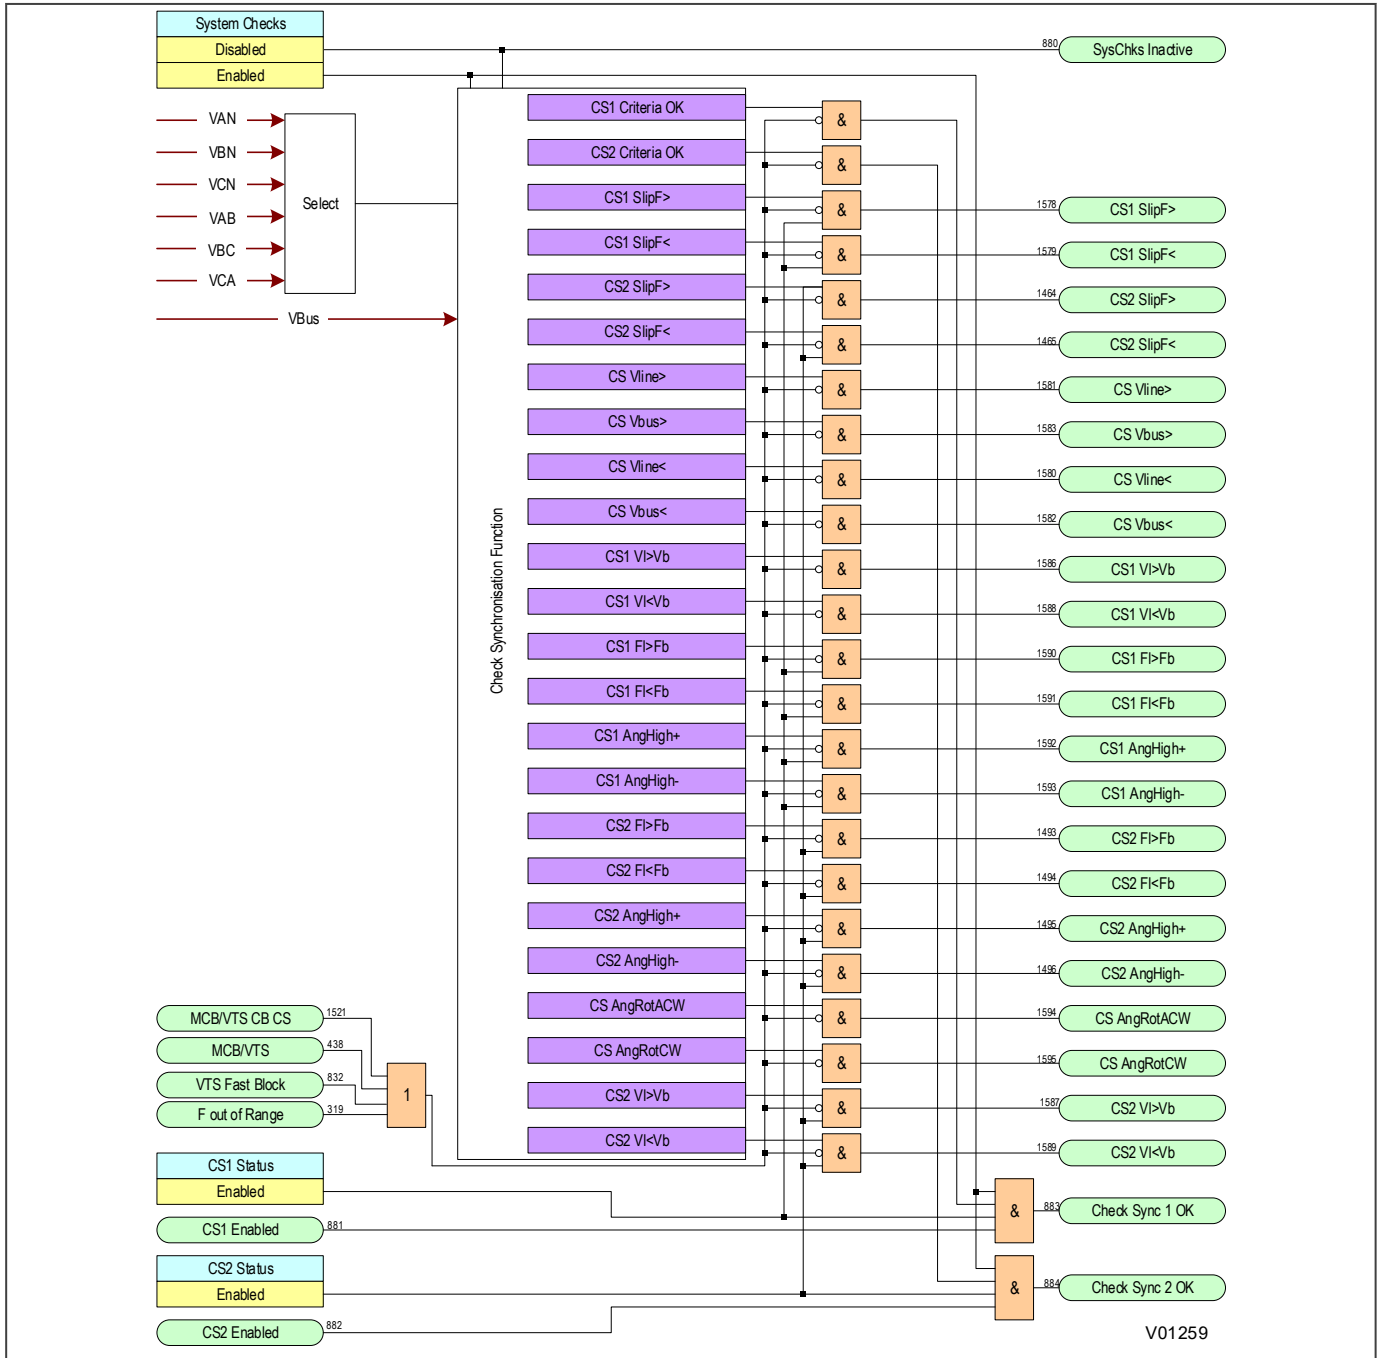 System Checks
Disabled
880
SysChks Inactive
Enabled
VAN
VBN
VCN
VAB
VBC
VCA
Select
VBus
Check Synchronisation Function
CS1 Criteria OK
&
CS2 Criteria OK
&
CS1 SlipF>
&
1578
CS1 SlipF>
CS1 SlipF<
&
1579
CS1 SlipF<
CS2 SlipF>
&
1464
CS2 SlipF>
CS2 SlipF<
&
1465
CS2 SlipF<
CS Vline>
&
1581
CS Vline>
CS Vbus>
&
1583
CS Vbus>
CS Vline<
&
1580
CS Vline<
CS Vbus<
&
1582
CS Vbus<
CS1 Vl>Vb
&
1586
CS1 Vl>Vb
CS1 Vl<Vb
&
1588
CS1 Vl<Vb
CS1 Fl>Fb
&
1590
CS1 Fl>Fb
CS1 Fl<Fb
&
1591
CS1 Fl<Fb
CS1 AngHigh+
&
1592
CS1 AngHigh+
CS1 AngHigh-
&
1593
CS1 AngHigh-
CS2 Fl>Fb
&
1493
CS2 Fl>Fb
CS2 Fl<Fb
&
1494
CS2 Fl<Fb
CS2 AngHigh+
&
1495
CS2 AngHigh+
CS2 AngHigh-
&
1496
CS2 AngHigh-
CS AngRotACW
&
1594
CS AngRotACW
CS AngRotCW
&
1595
CS AngRotCW
CS2 Vl>Vb
&
1587
CS2 Vl>Vb
CS2 Vl<Vb
&
1589
CS2 Vl<Vb
MCB/VTS CB CS
1521
MCB/VTS
438
VTS Fast Block
832
F out of Range
319
1
CS1 Status
Enabled
CS1 Enabled
881
&
883
Check Sync 1 OK
CS2 Status
Enabled
CS2 Enabled
882
&
884
Check Sync 2 OK
V01259